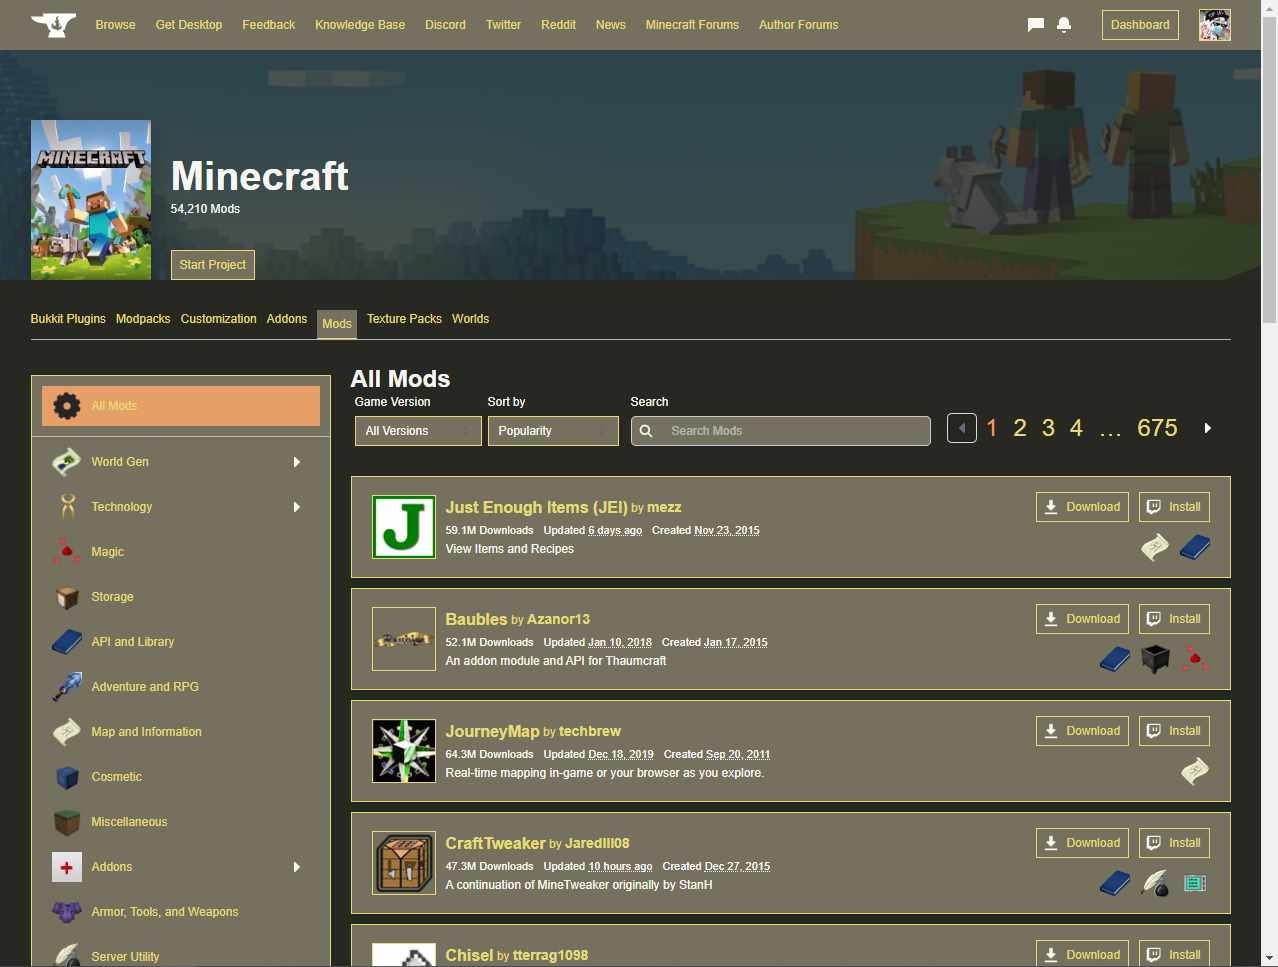 Browse Get Desktop Feedback Knowledge Base Discord Twitter Reddit News Minecraft Forums Author Forums Dashboard
MINECRAFT
Minecraft
54,210 Mods
Start Project
Bukkit Plugins Modpacks Customization Addons Mods Texture Packs Worlds
All Mods
World Gen
Technology
Magic
Storage
API and Library
Adventure and RPG
Map and Information
Cosmetic
Miscellaneous
Addons
Armor, Tools, and Weapons
Server Utility
All Mods
Game Version Sort by Search
All Versions Popularity Search Mods 1 2 3 4 … 675
J
Just Enough Items (JEI) by mezz Download Install
59.1M Downloads Updated 6 days ago Created Nov 23, 2015
View Items and Recipes
Baubles by Azanor13 Download Install
52.1M Downloads Updated Jan 10, 2018 Created Jan 17, 2015
An addon module and API for Thaumcraft
JourneyMap by techbrew Download Install
64.3M Downloads Updated Dec 18, 2019 Created Sep 20, 2011
Real-time mapping in-game or your browser as you explore.
CraftTweaker by Jaredlll08 Download Install
47.3M Downloads Updated 10 hours ago Created Dec 27, 2015
A continuation of MineTweaker originally by StanH
Chisel by tterrag1098 Download Install